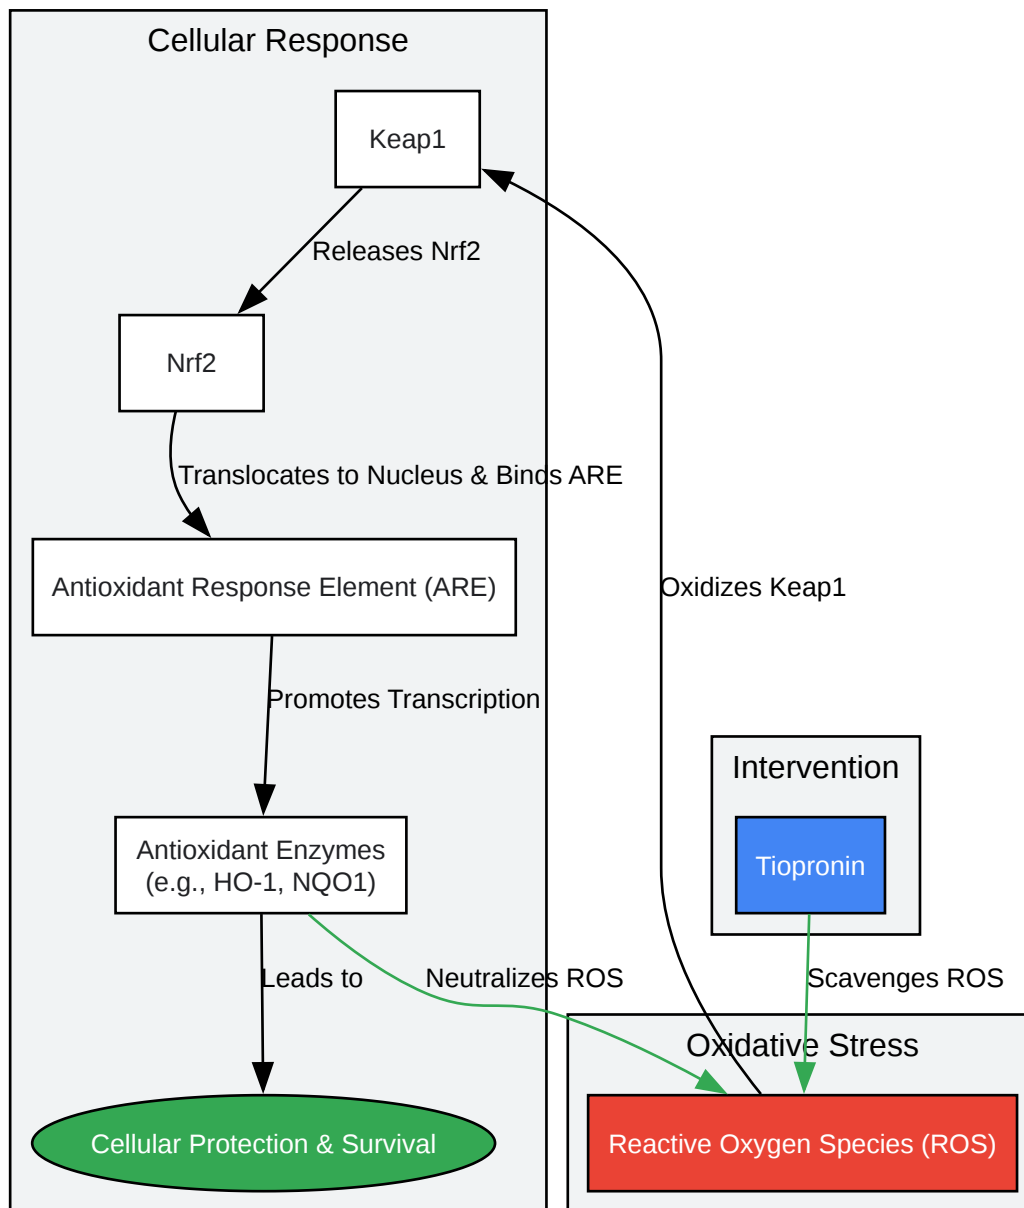 Cellular Response
Keap1
Releases Nrf2
Nrf2
Translocates to Nucleus & Binds ARE
Antioxidant Response Element (ARE)
Oxidizes Keap1
Promotes Transcription
Intervention
Tiopronin
Antioxidant Enzymes
(e.g., HO-1, NQO1)
Leads to
Neutralizes ROS
Scavenges ROS
Oxidative Stress
Cellular Protection & Survival
Reactive Oxygen Species (ROS)